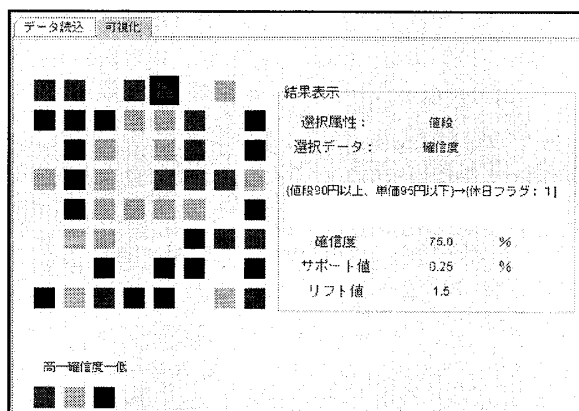 データ読込 可視化
結果表示
選択属性： 値段
選択データ： 確信度
{値段90円以上、単価95円以下}→{休日フラグ：1}
確信度 75.0 %
サポート値 0.25 %
リフト値 1.5
高―確信度―低